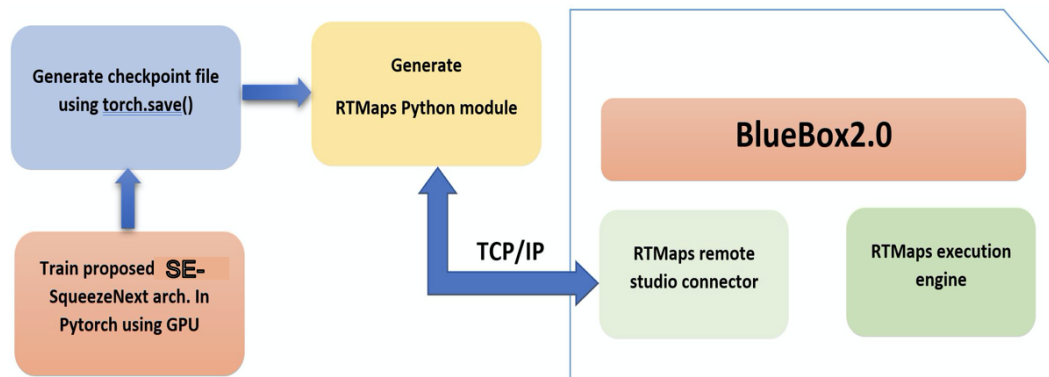 Generate checkpoint file
using torch.save()
Generate
RTMaps Python module
BlueBox2.0
Train proposed SE-
SqueezeNext arch. In
Pytorch using GPU
TCP/IP
RTMaps remote
studio connector
RTMaps execution
engine